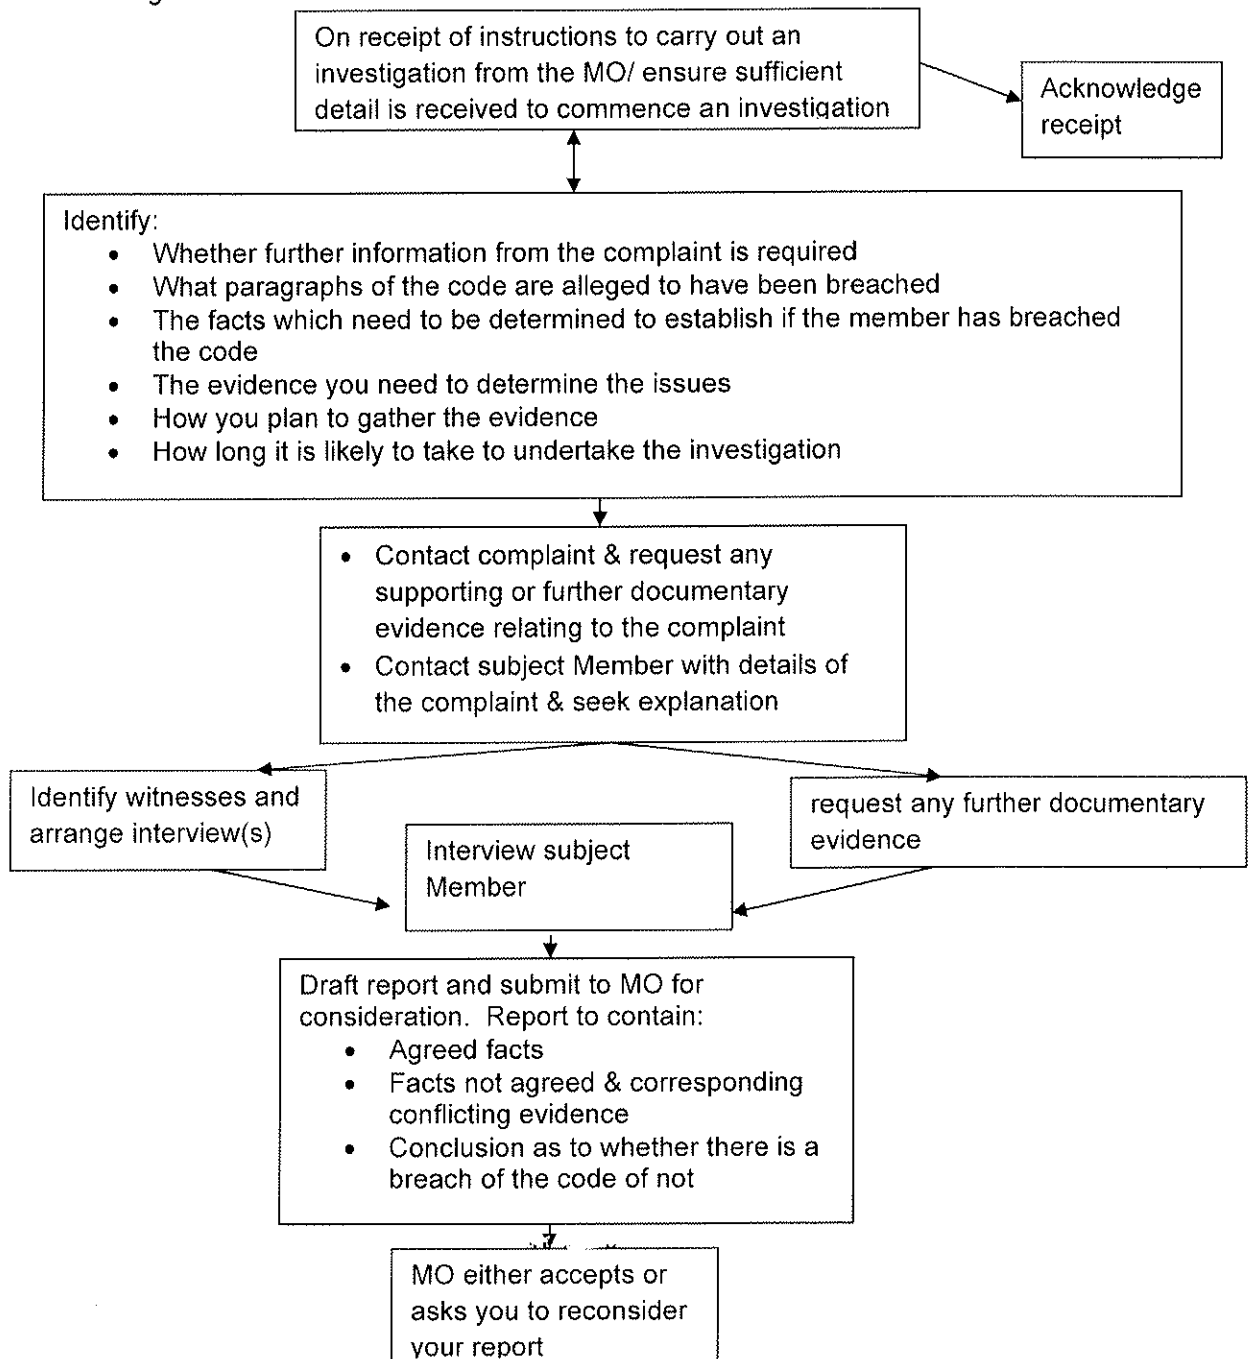 On receipt of instructions to carry out an
investigation from the MO/ ensure sufficient
detail is received to commence an investigation
Acknowledge
receipt
Identify:
• Whether further information from the complaint is required
• What paragraphs of the code are alleged to have been breached
• The facts which need to be determined to establish if the member has breached
the code
• The evidence you need to determine the issues
• How you plan to gather the evidence
• How long it is likely to take to undertake the investigation
• Contact complaint & request any
supporting or further documentary
evidence relating to the complaint
• Contact subject Member with details of
the complaint & seek explanation
Identify witnesses and
arrange interview(s)
request any further documentary
evidence
Interview subject
Member
Draft report and submit to MO for
consideration. Report to contain:
• Agreed facts
• Facts not agreed & corresponding
conflicting evidence
• Conclusion as to whether there is a
breach of the code of not
MO either accepts or
asks you to reconsider
your report